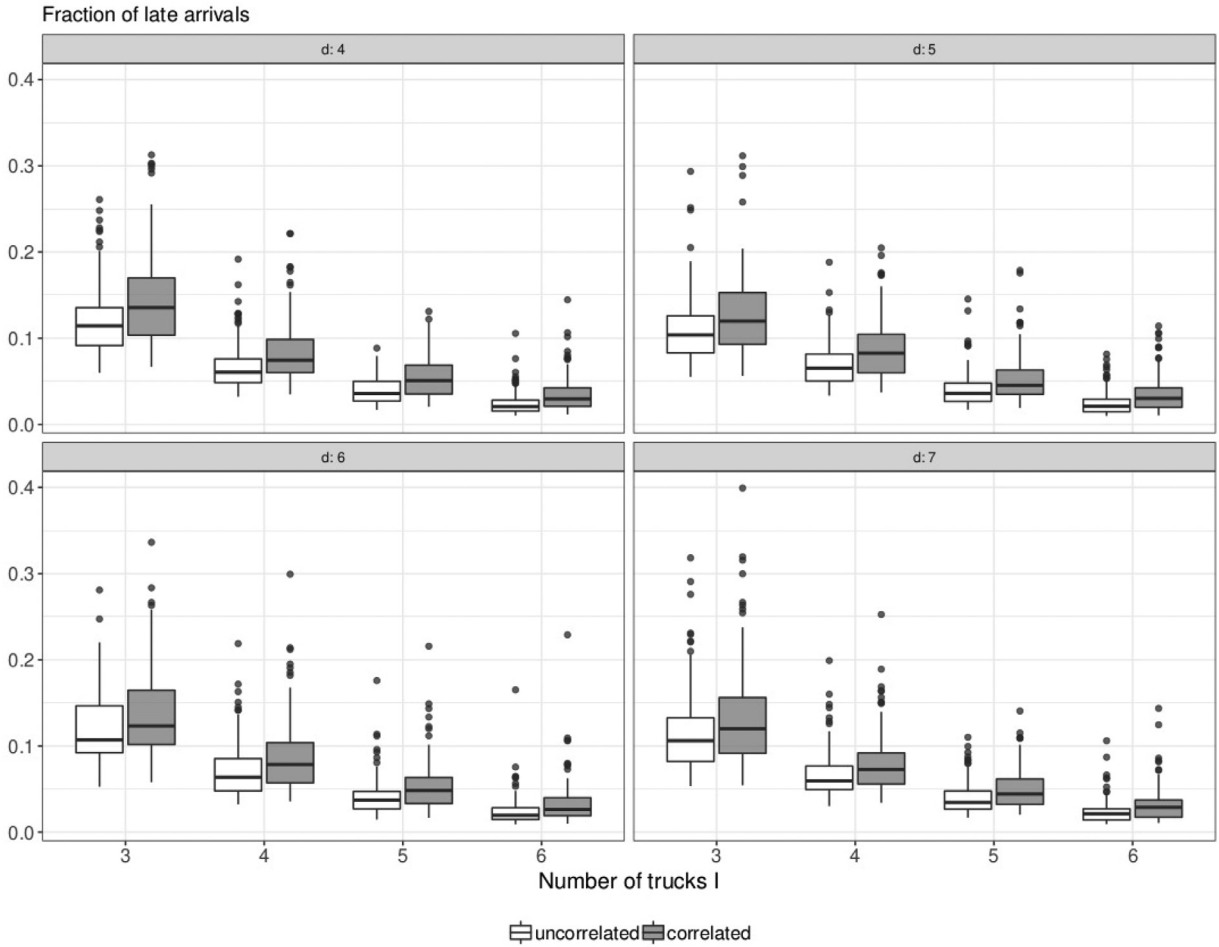 Fraction of late arrivals
d: 4 d: 5
0.4
0.3
0.2
0.1
0.0
d: 6 d: 7
0.4
0.3
0.2
0.1
0.0
3 4 5 6 3 4 5 6
Number of trucks I
uncorrelated correlated